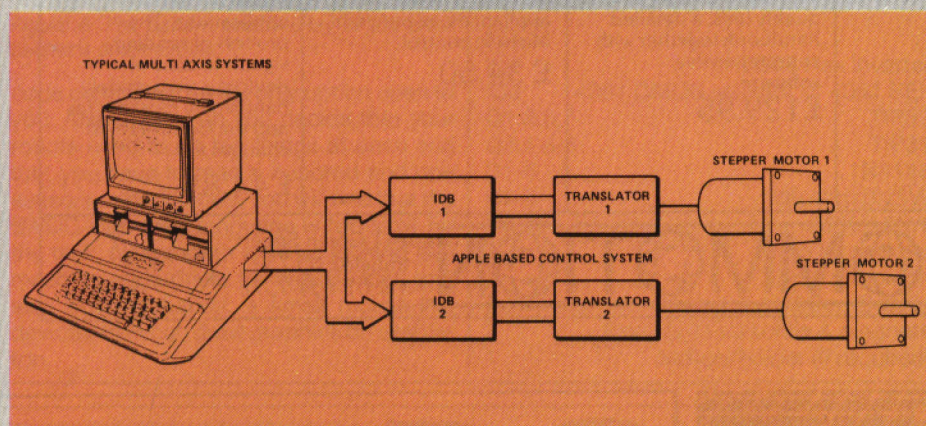 TYPICAL MULTI AXIS SYSTEMS
STEPPER MOTOR 1
IDB
1
TRANSLATOR
1
APPLE BASED CONTROL SYSTEM
STEPPER MOTOR 2
IDB
2
TRANSLATOR
2